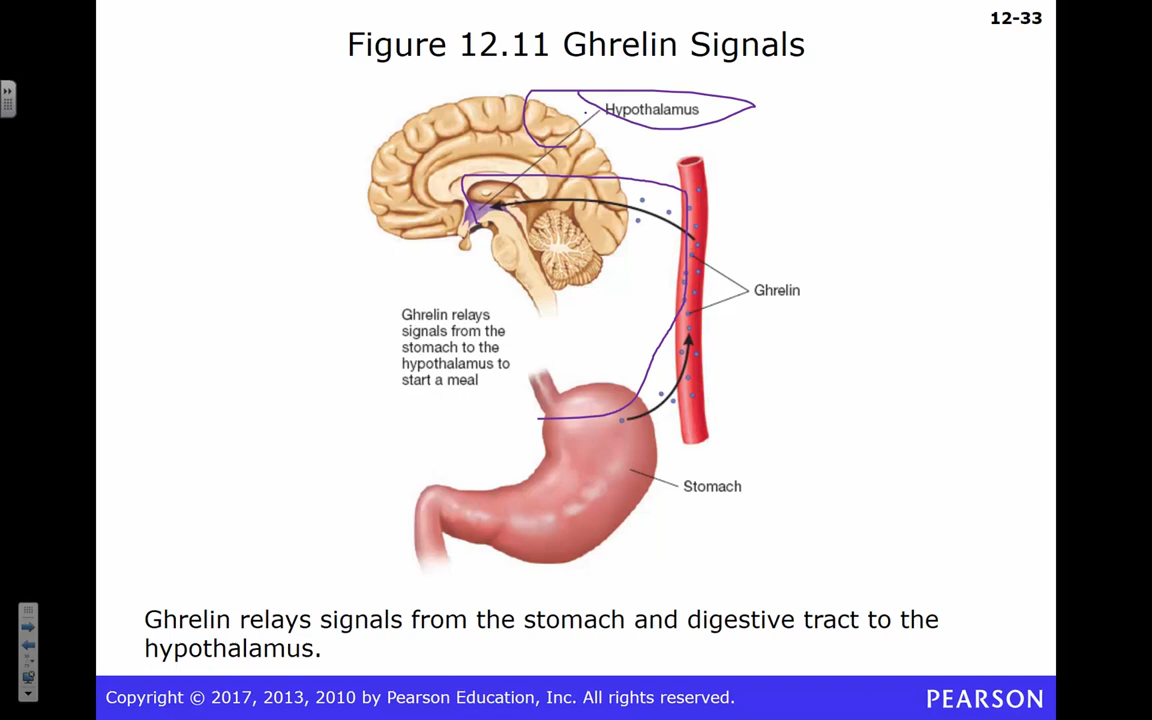 12-33
Figure 12.11 Ghrelin Signals
Hypothalamus
Ghrelin
Ghrelin relays
signals from the
stomach to the
hypothalamus to
start a meal
Stomach
Ghrelin relays signals from the stomach and digestive tract to the
hypothalamus.
Copyright © 2017, 2013, 2010 by Pearson Education, Inc. All rights reserved.
PEARSON